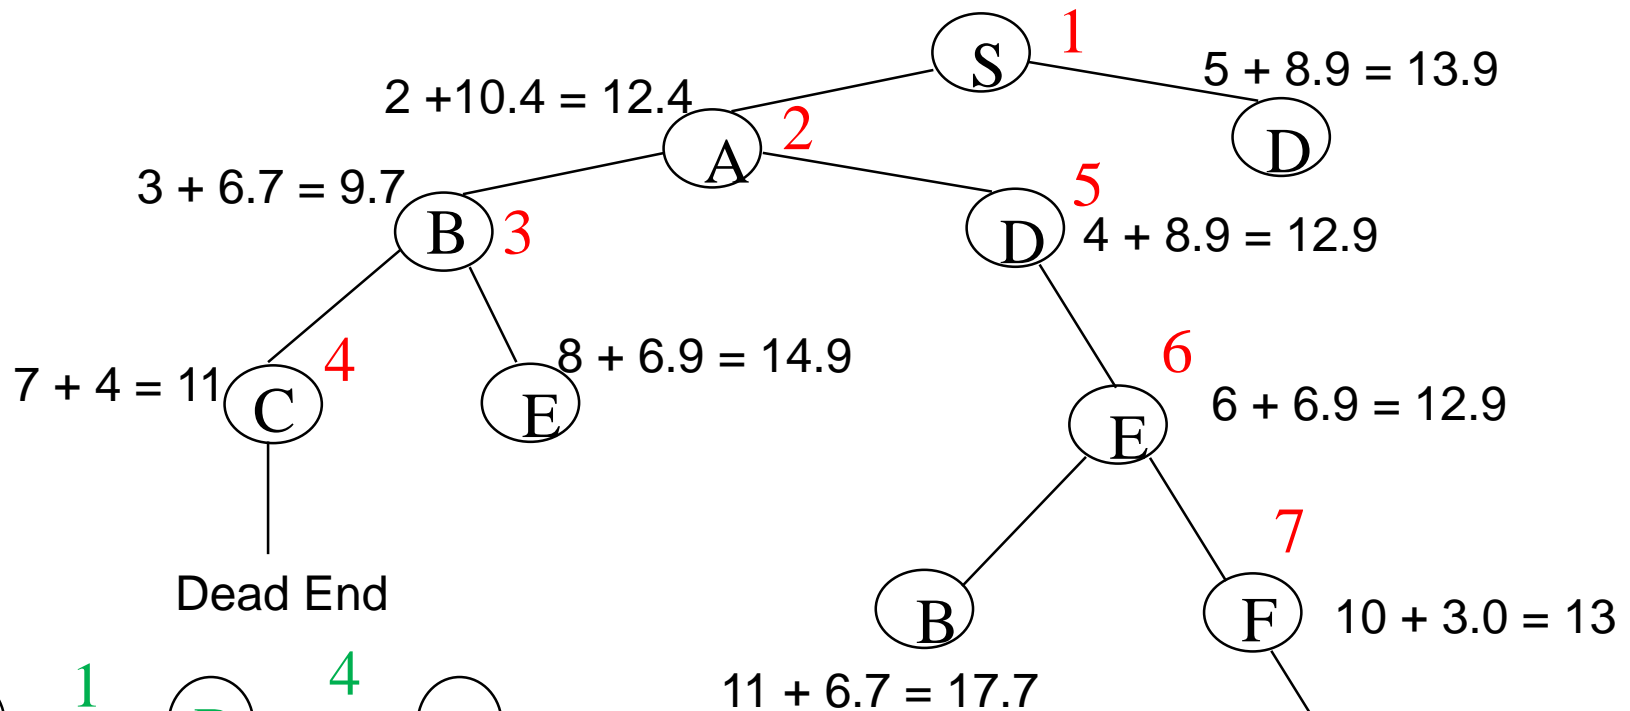 S
1
5 + 8.9 = 13.9
2 +10.4 = 12.4
A
2
D
3 + 6.7 = 9.7
B
3
5
D
4 + 8.9 = 12.9
7 + 4 = 11
C
4
8 + 6.9 = 14.9
E
6
6 + 6.9 = 12.9
E
7
Dead End
B
F
10 + 3.0 = 13
1
4
11 + 6.7 = 17.7